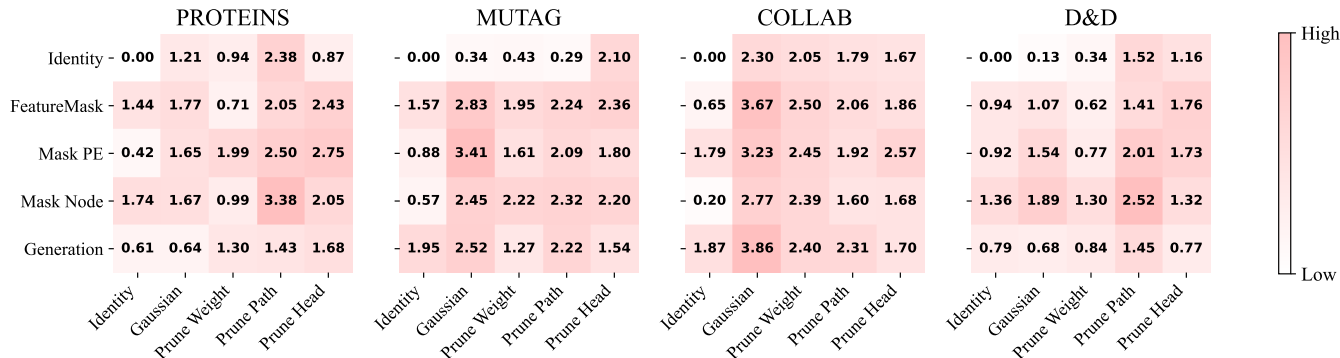 PROTEINS MUTAG COLLAB D&D
High
Identity 0.00 1.21 0.94 2.38 0.87 0.00 0.34 0.43 0.29 2.10 0.00 2.30 2.05 1.79 1.67 0.00 0.13 0.34 1.52 1.16
FeatureMask 1.44 1.77 0.71 2.05 2.43 1.57 2.83 1.95 2.24 2.36 0.65 3.67 2.50 2.06 1.86 0.94 1.07 0.62 1.41 1.76
Mask PE 0.42 1.65 1.99 2.50 2.75 0.88 3.41 1.61 2.09 1.80 1.79 3.23 2.45 1.92 2.57 0.92 1.54 0.77 2.01 1.73
Mask Node 1.74 1.67 0.99 3.38 2.05 0.57 2.45 2.22 2.32 2.20 0.20 2.77 2.39 1.60 1.68 1.36 1.89 1.30 2.52 1.32
Generation 0.61 0.64 1.30 1.43 1.68 1.95 2.52 1.27 2.22 1.54 1.87 3.86 2.40 2.31 1.70 0.79 0.68 0.84 1.45 0.77
Low
Identity Gaussian Prune Weight Prune Path Prune Head Identity Gaussian Prune Weight Prune Path Prune Head Identity Gaussian Prune Weight Prune Path Prune Head Identity Gaussian Prune Weight Prune Path Prune Head